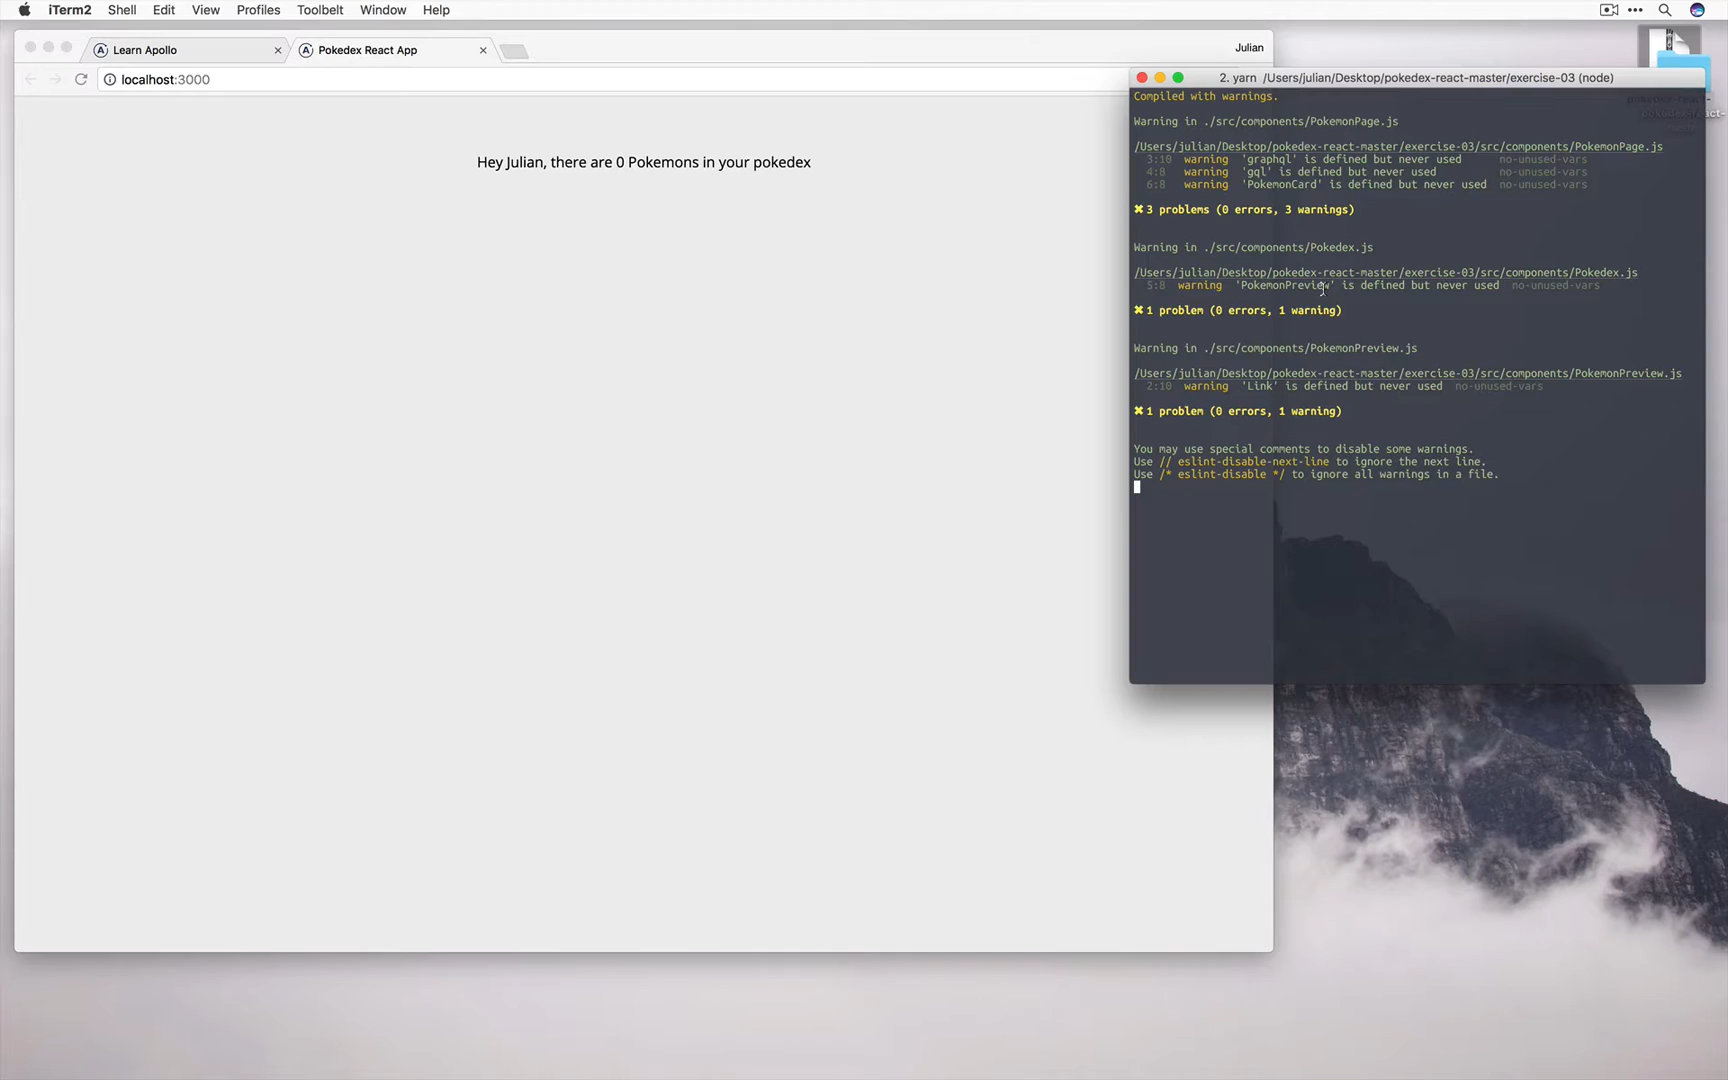 iTerm2 Shell Edit View Profiles Toolbelt Window Help
Learn Apollo
Pokedex React App
Julian
localhost:3000
Hey Julian, there are 0 Pokemons in your pokedex
2. yarn /Users/julian/Desktop/pokedex-react-master/exercise-03 (node)
Compiled with warnings.
Warning in ./src/components/PokemonPage.js
/Users/julian/Desktop/pokedex-react-master/exercise-03/src/components/PokemonPage.js
3:10 warning 'graphql' is defined but never used no-unused-vars
4:8 warning 'gql' is defined but never used no-unused-vars
6:8 warning 'PokemonCard' is defined but never used no-unused-vars
✖ 3 problems (0 errors, 3 warnings)
Warning in ./src/components/Pokedex.js
/Users/julian/Desktop/pokedex-react-master/exercise-03/src/components/Pokedex.js
5:8 warning 'PokemonPreview' is defined but never used no-unused-vars
✖ 1 problem (0 errors, 1 warning)
Warning in ./src/components/PokemonPreview.js
/Users/julian/Desktop/pokedex-react-master/exercise-03/src/components/PokemonPreview.js
2:10 warning 'Link' is defined but never used no-unused-vars
✖ 1 problem (0 errors, 1 warning)
You may use special comments to disable some warnings.
Use // eslint-disable-next-line to ignore the next line.
Use /* eslint-disable */ to ignore all warnings in a file.